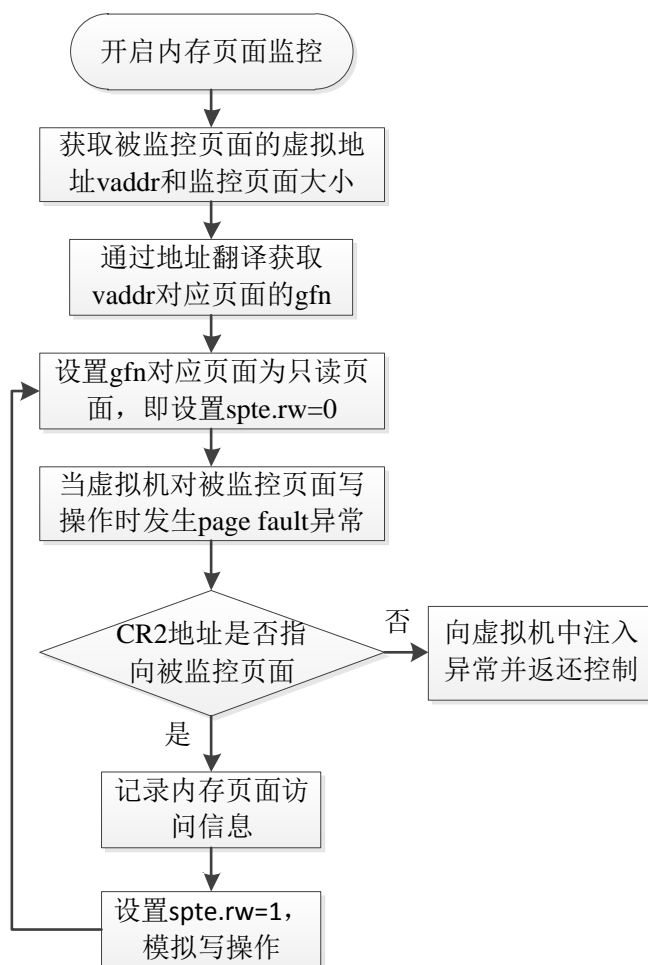 开启内存页面监控
获取被监控页面的虚拟地
址vaddr和监控页面大小
通过地址翻译获取
vaddr对应页面的gfn
设置gfn对应页面为只读页
面，即设置spte.rw=0
当虚拟机对被监控页面写
操作时发生page fault异常
CR2地址是否指
向被监控页面
否
向虚拟机中注入
异常并返还控制
是
记录内存页面访
问信息
设置spte.rw=1，
模拟写操作